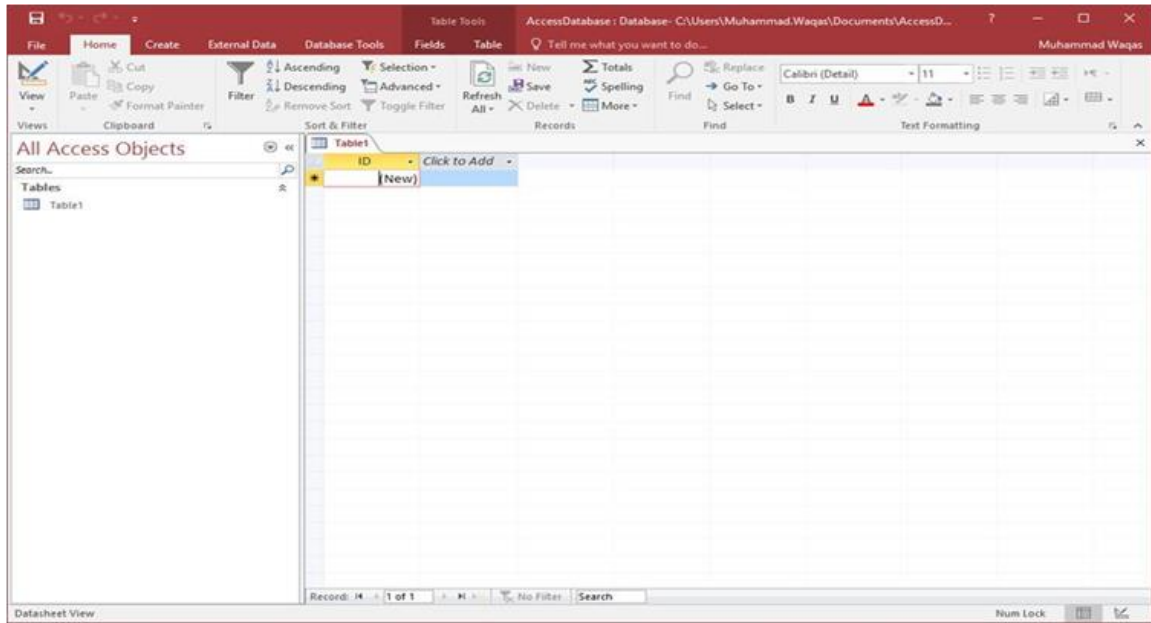 Table Tools
AccessDatabase : Database- C:\Users\Muhammad.Waqas\Documents\AccessD... ?
File Home Create External Data Database Tools Fields Table Tell me what you want to do... Muhammad Waqas
View
Views
Paste
Cut
Copy
Format Painter
Clipboard
Filter
Ascending
Descending
Remove Sort
Selection
Advanced
Toggle Filter
Sort & Filter
Refresh
All
New
Save
Delete
Totals
Spelling
More
Records
Find
Replace
Go To
Select
Find
Calibri (Detail) 11
B I U A
Text Formatting
All Access Objects
Search...
Tables
Table1
Table1
ID Click to Add
(New)
Record: 1 of 1 No Filter Search
Datasheet View Num Lock